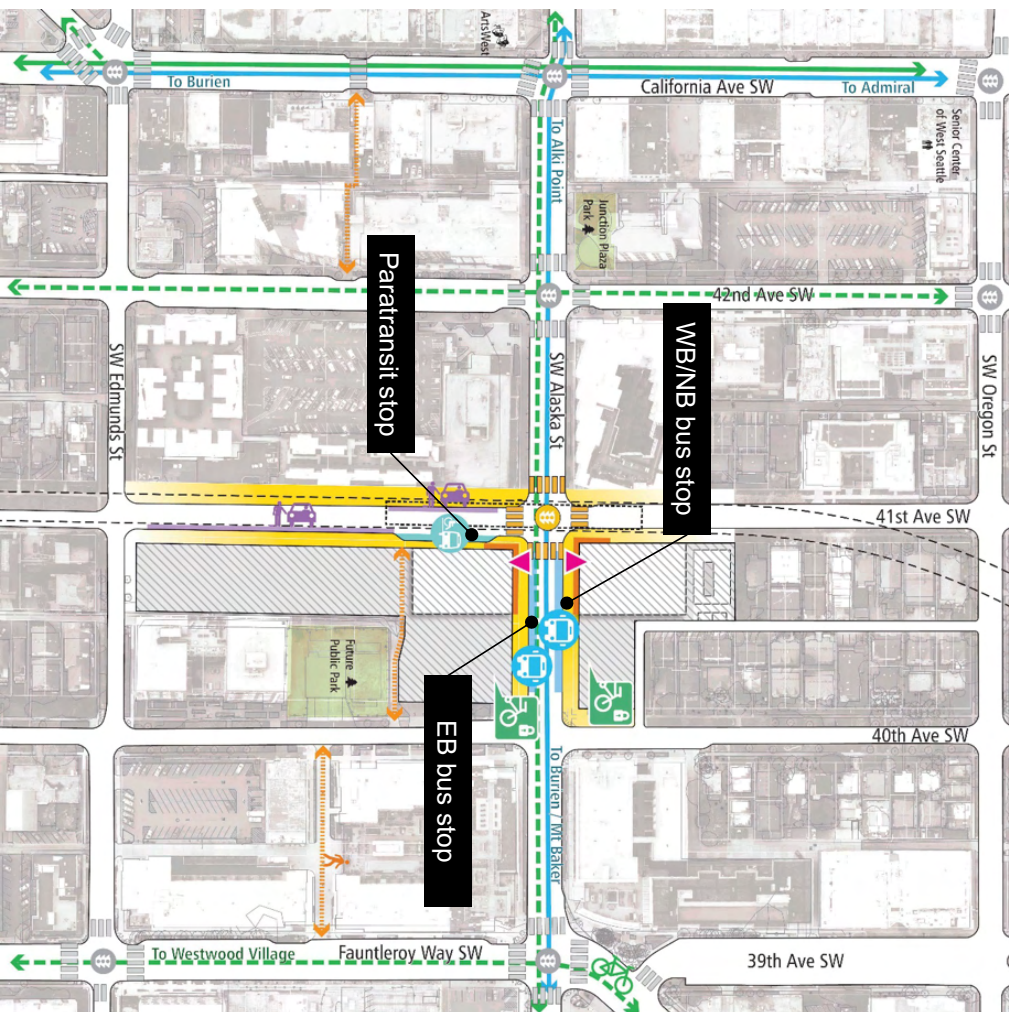 ArtsWest
To Burien
California Ave SW
To Admiral
Senior Center
of West Seattle
To Alki Point
Junction Plaza
Park
42nd Ave SW
Paratransit stop
WB/NB bus stop
SW Edmunds St
SW Alaska St
SW Oregon St
41st Ave SW
Future
Public Park
EB bus stop
40th Ave SW
To Burien / Mt Baker
To Westwood Village
Fauntleroy Way SW
39th Ave SW